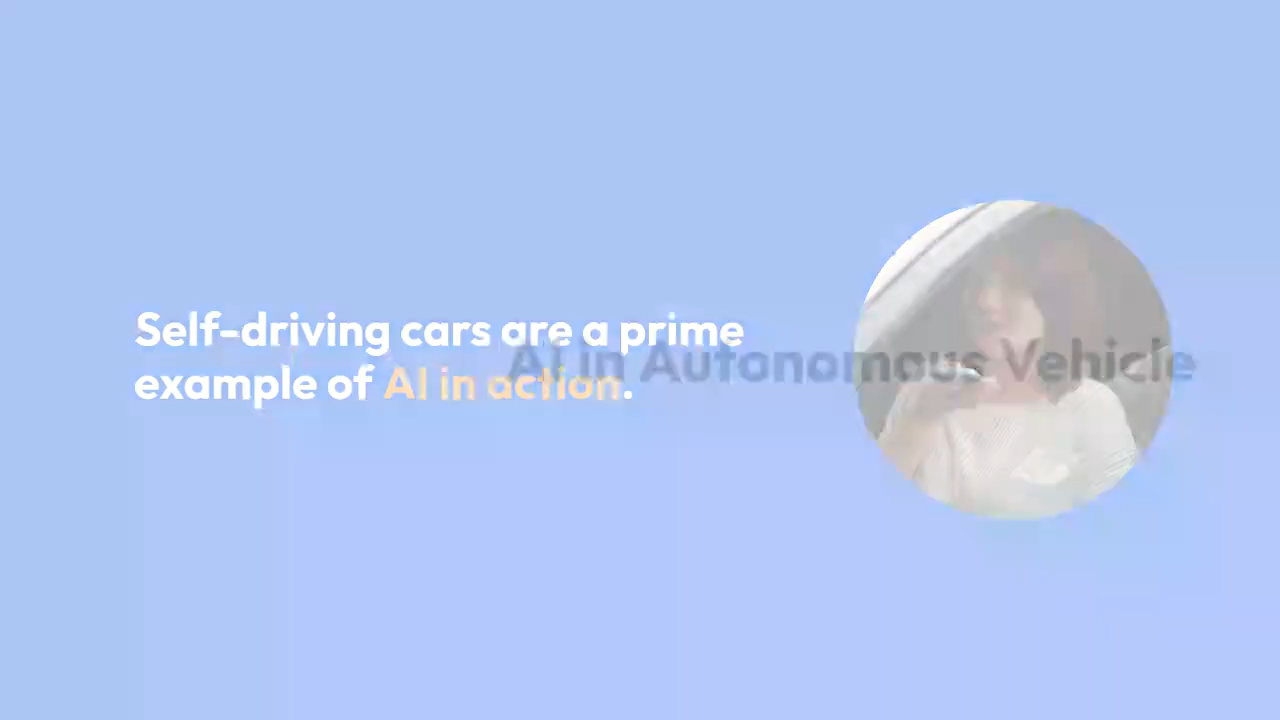 Self-driving cars are a prime
example of AI in action.
AI in Autonomous Vehicle